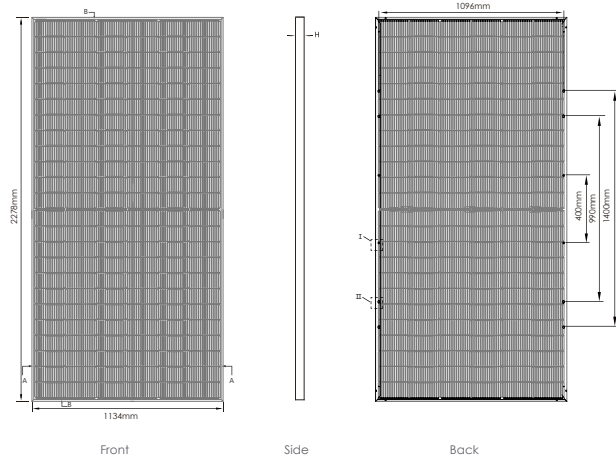 B
2278mm
A
A
B
1134mm
Front
H
Side
1096mm
I
II
400mm
990mm
1400mm
Back